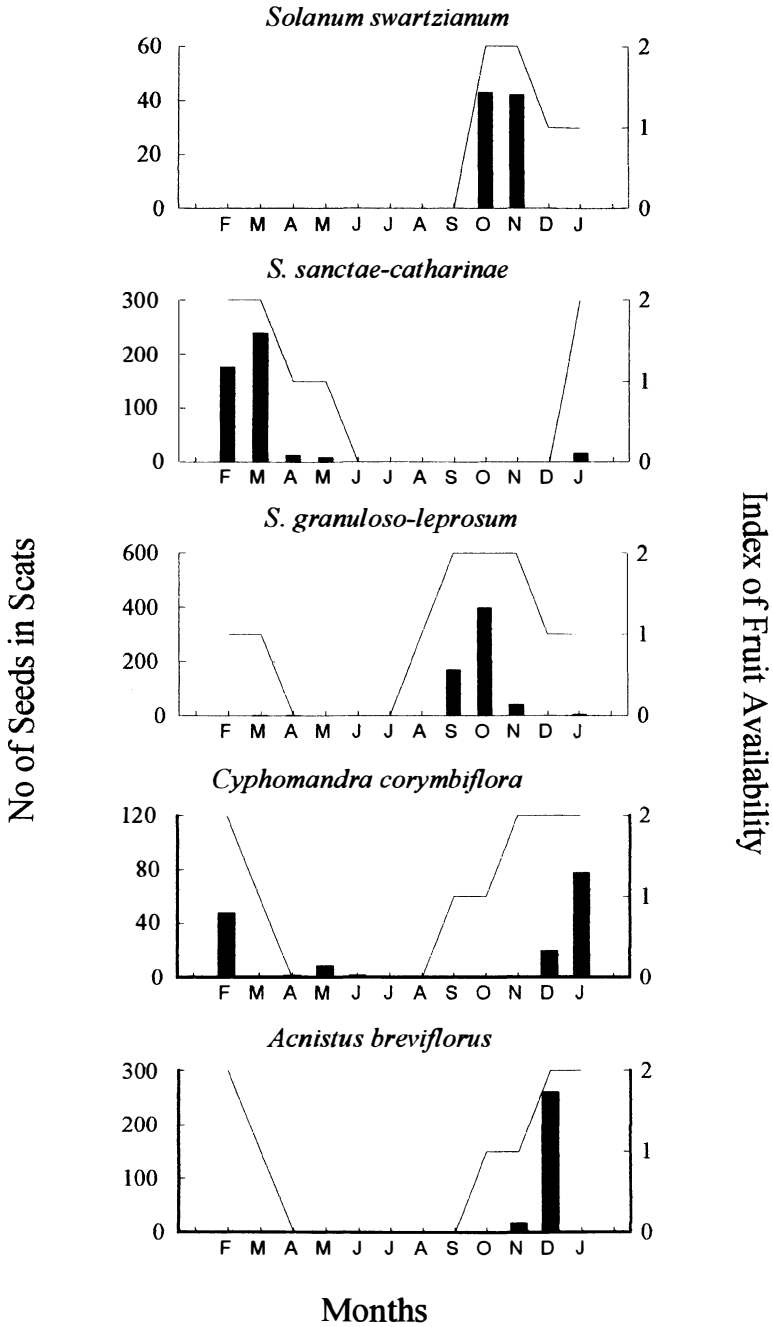 Solanum swartzianum
60 2
40
1
20
0 0
F M A M J J A S O N D J
S. sanctae-catharinae
300 2
200
1
100
0 0
F M A M J J A S O N D J
S. granuloso-leprosum
600 2
400
1
200
0 0
F M A M J J A S O N D J
Cyphomandra corymbiflora
120 2
80
1
40
0 0
F M A M J J A S O N D J
Acnistus breviflorus
300 2
200
1
100
0 0
F M A M J J A S O N D J
No of Seeds in Scats
Index of Fruit Availability
Months